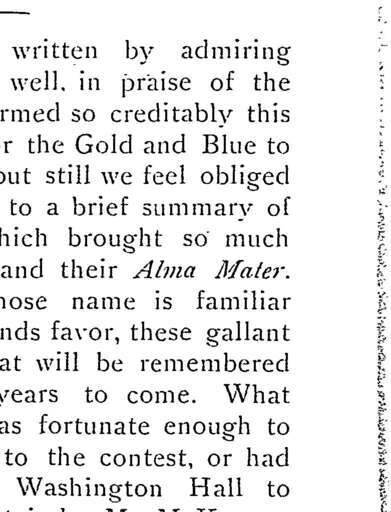 written by admiring
well, in praise of the
rmed so creditably this
r the Gold and Blue to
but still we feel obliged
to a brief summary of
hich brought so much
and their Alma Mater.
hose name is familiar
nds favor, these gallant
at will be remembered
years to come. What
as fortunate enough to
to the contest, or had
Washington Hall to